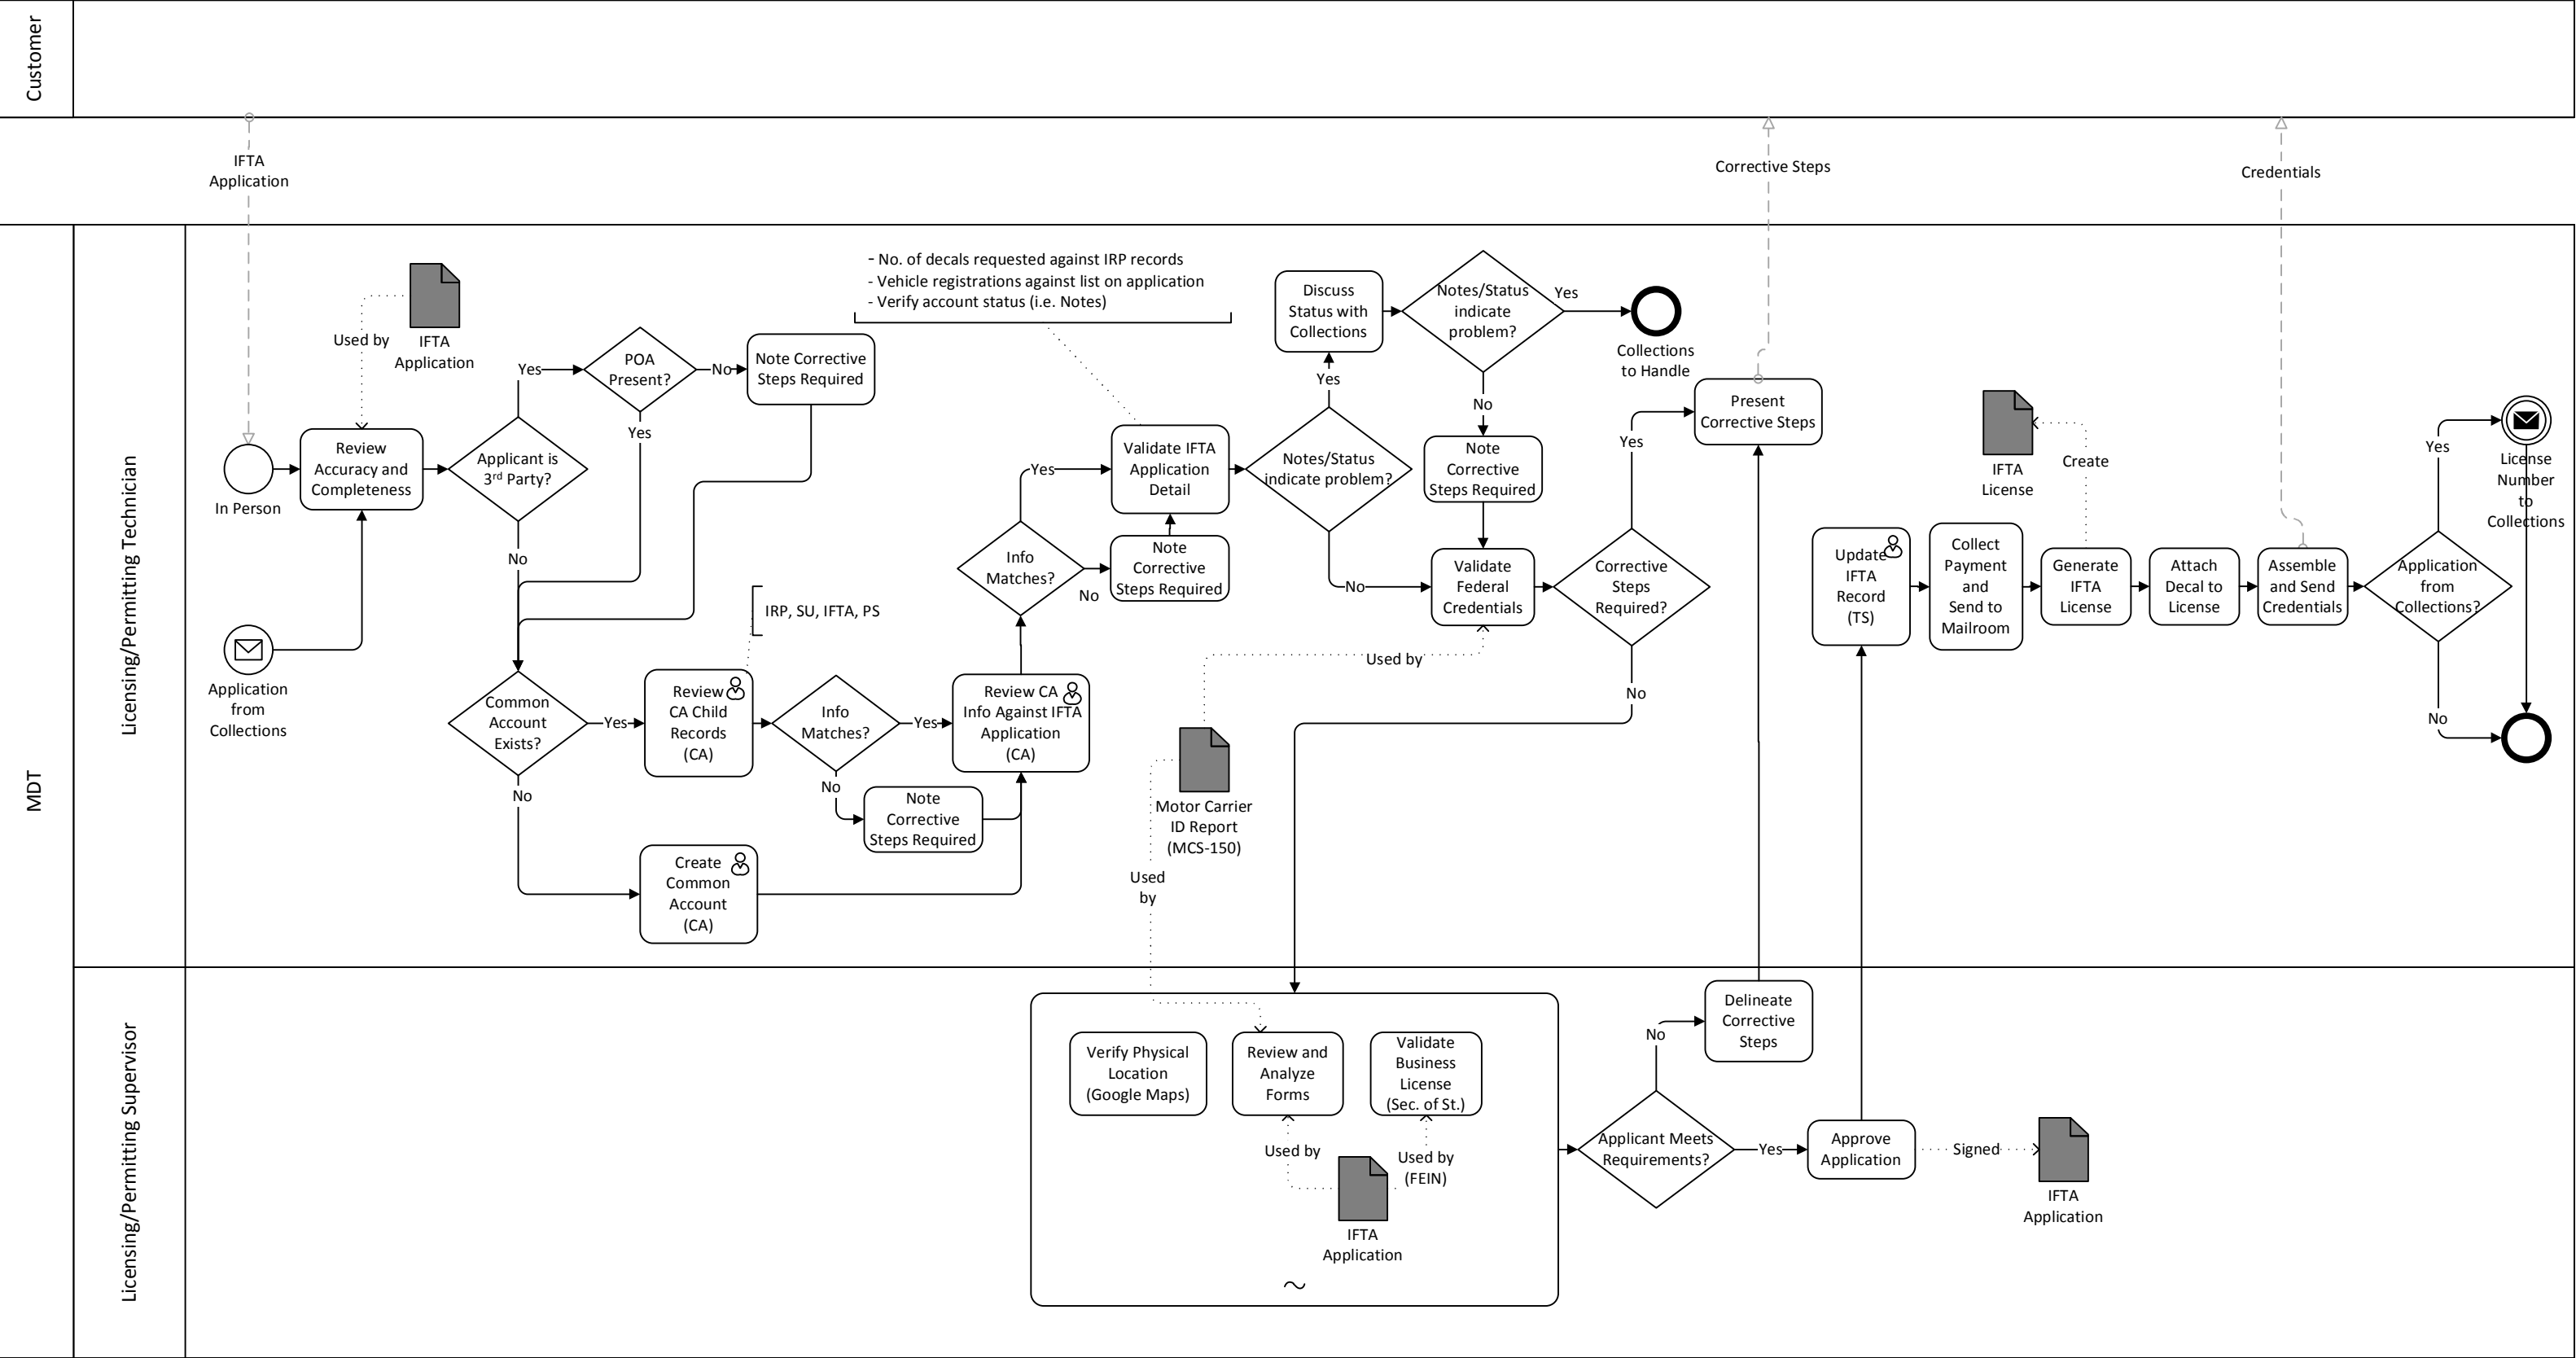 Customer
IFTA
Application
Corrective Steps
Credentials
MDT
Licensing/Permitting Technician
In Person
Application
from
Collections
Used by
IFTA
Application
Review
Accuracy and
Completeness
Applicant is
3rd Party?
Yes
No
POA
Present?
No
Yes
Note Corrective
Steps Required
Common
Account
Exists?
Yes
No
Review
CA Child
Records
(CA)
IRP, SU, IFTA, PS
Info
Matches?
Yes
No
Note
Corrective
Steps Required
Create
Common
Account
(CA)
Review CA
Info Against IFTA
Application
(CA)
Info
Matches?
Yes
No
Note
Corrective
Steps Required
Validate IFTA
Application
Detail
- No. of decals requested against IRP records
- Vehicle registrations against list on application
- Verify account status (i.e. Notes)
Notes/Status
indicate problem?
Yes
No
Discuss
Status with
Collections
Notes/Status
indicate
problem?
Yes
No
Collections
to Handle
Note
Corrective
Steps Required
Validate
Federal
Credentials
Used by
Motor Carrier
ID Report
(MCS-150)
Used
by
Corrective
Steps
Required?
Yes
No
Present
Corrective Steps
Update
IFTA
Record
(TS)
Collect
Payment
and
Send to
Mailroom
Generate
IFTA
License
Create
IFTA
License
Attach
Decal to
License
Assemble
and Send
Credentials
Application
from
Collections?
Yes
No
License
Number
to
Collections
Licensing/Permitting Supervisor
Verify Physical
Location
(Google Maps)
Review and
Analyze
Forms
Validate
Business
License
(Sec. of St.)
Used by
Used by
(FEIN)
IFTA
Application
Applicant Meets
Requirements?
No
Yes
Delineate
Corrective
Steps
Approve
Application
Signed
IFTA
Application